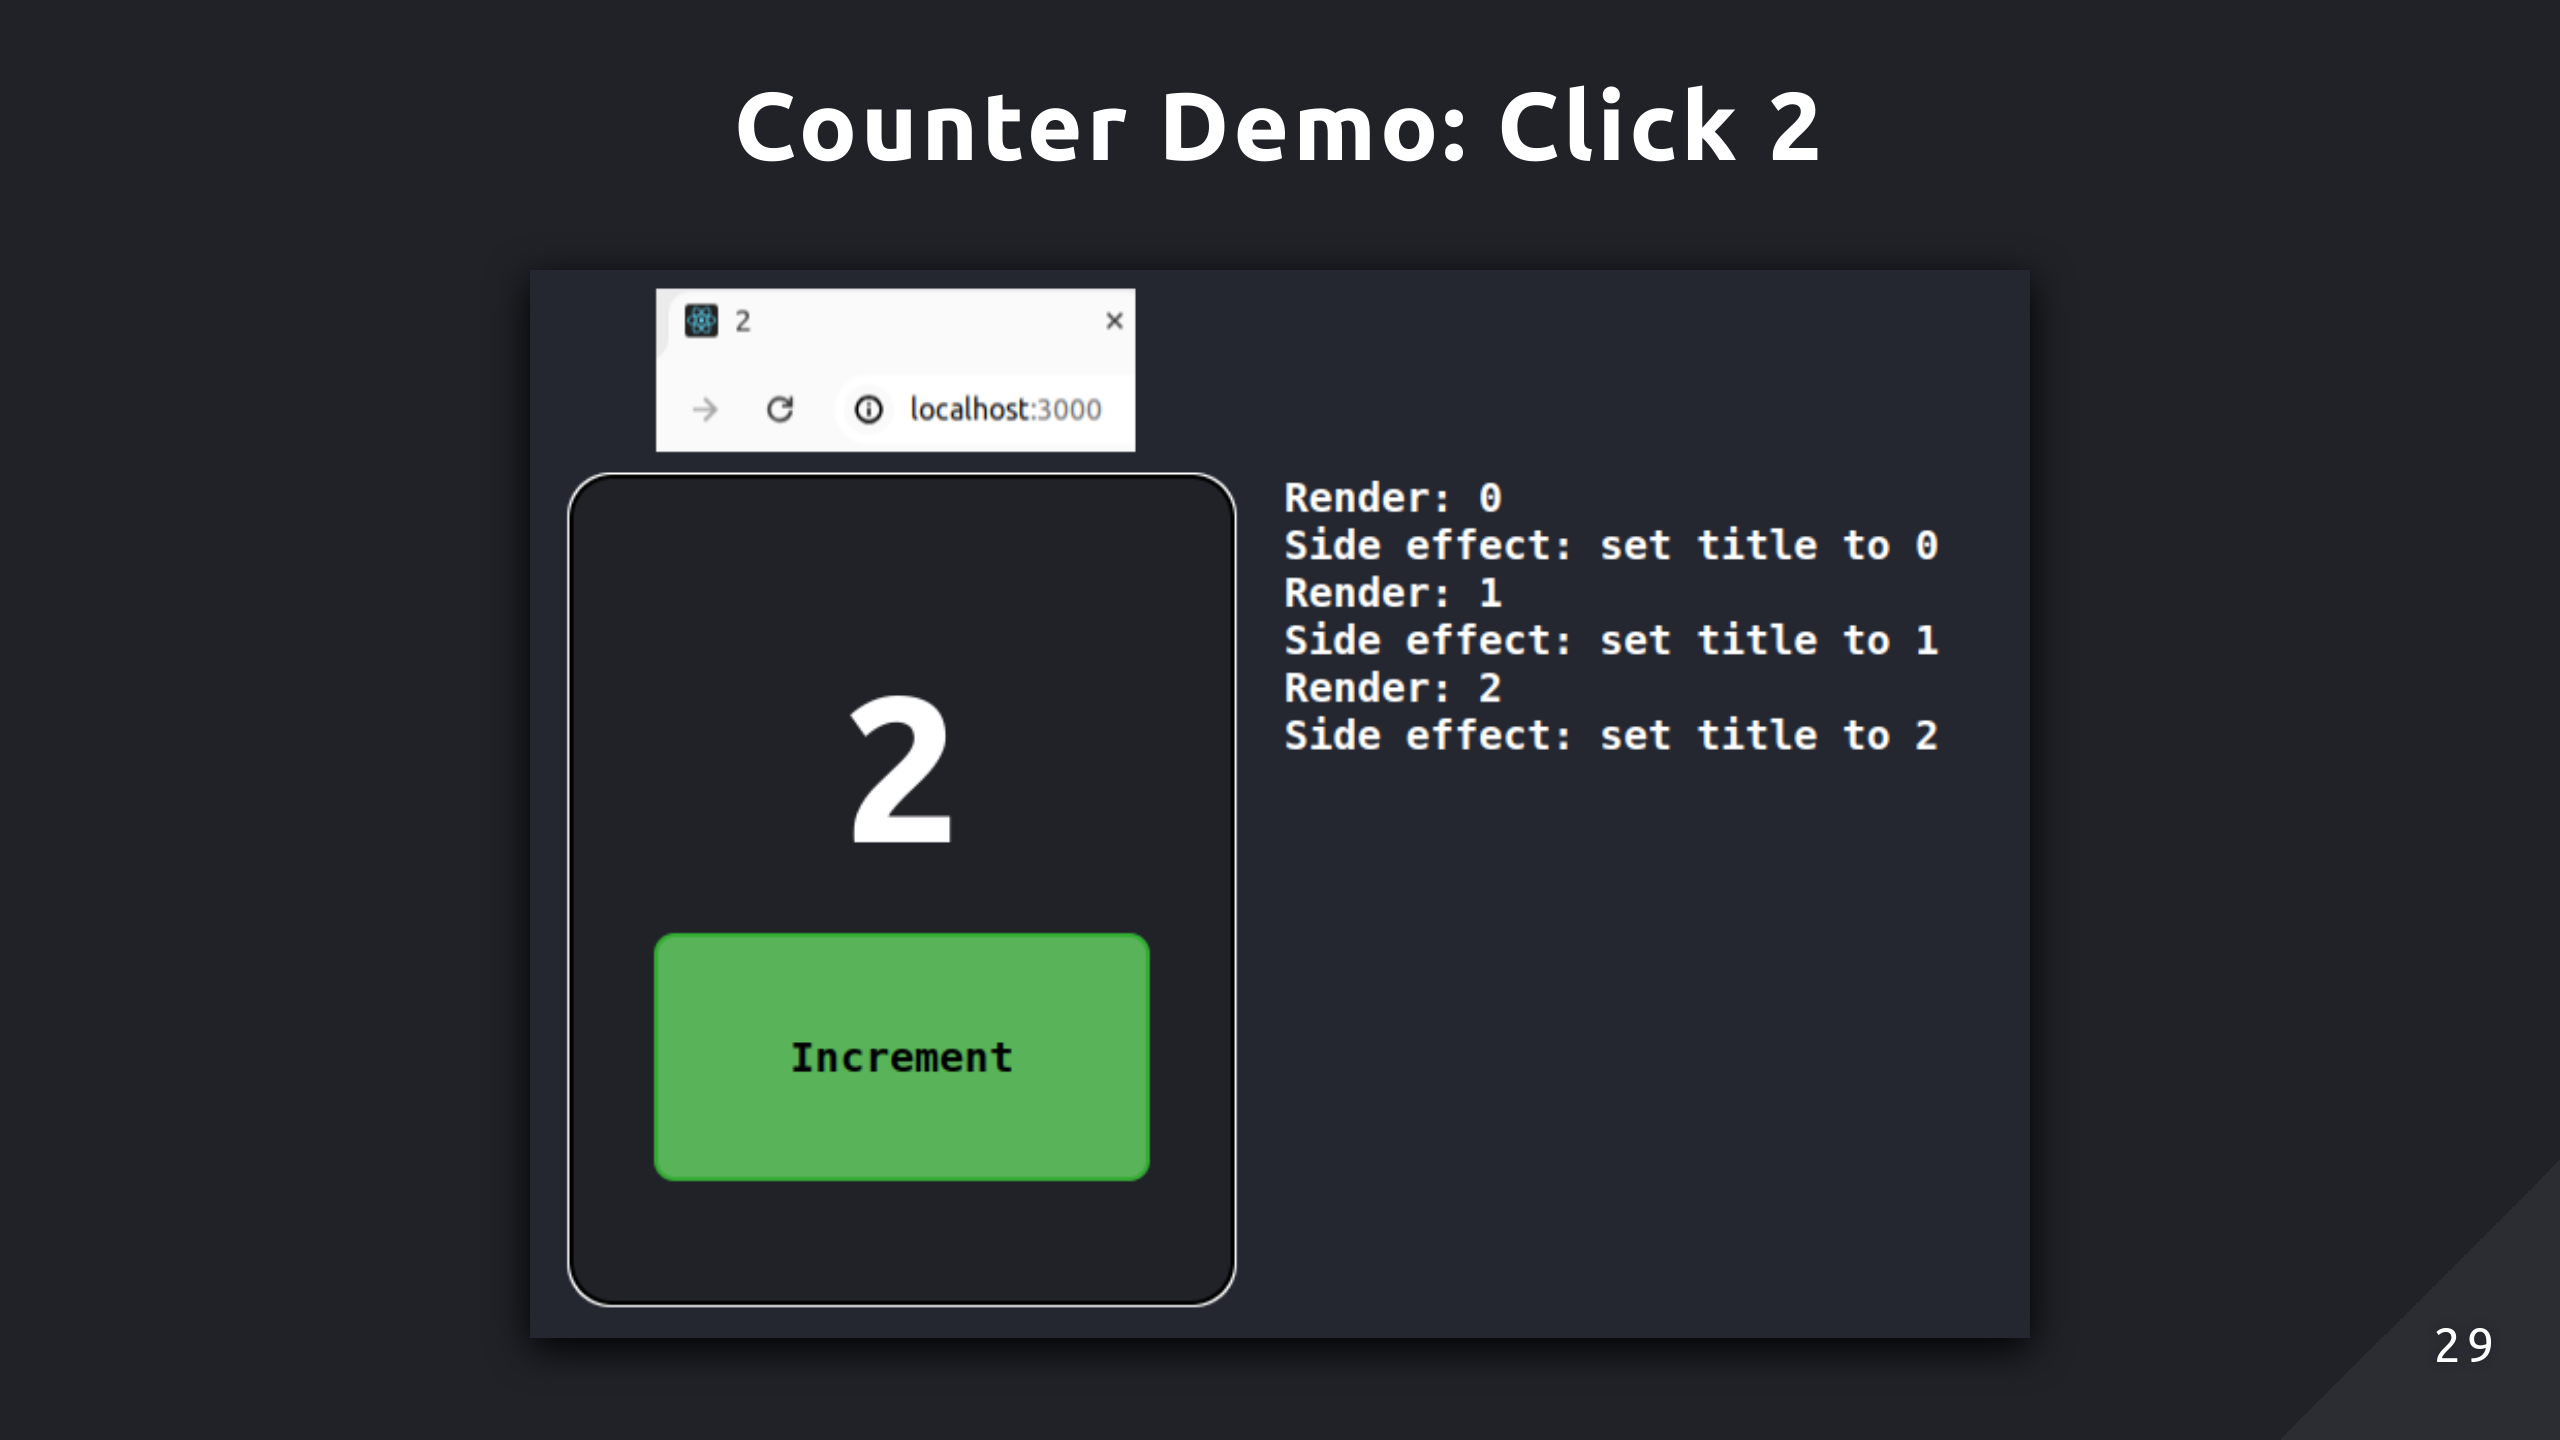 Counter Demo: Click 2
2
localhost:3000
Render: 0
Side effect: set title to 0
Render: 1
Side effect: set title to 1
Render: 2
Side effect: set title to 2
2
Increment
29